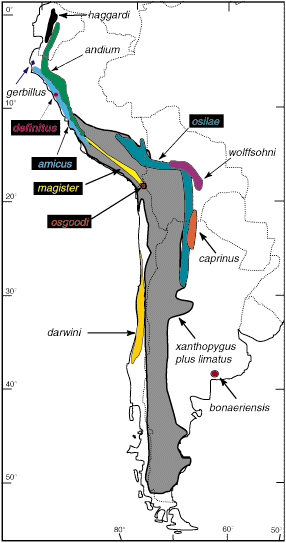 0°
haggardi
andium
gerbillus
10°
definitus
osilae
amicus
wolffsohni
magister
osgoodi
20°
caprinus
30°
darwini
xanthopygus
plus limatus
40°
bonaeriensis
50°
80°
60°
50°